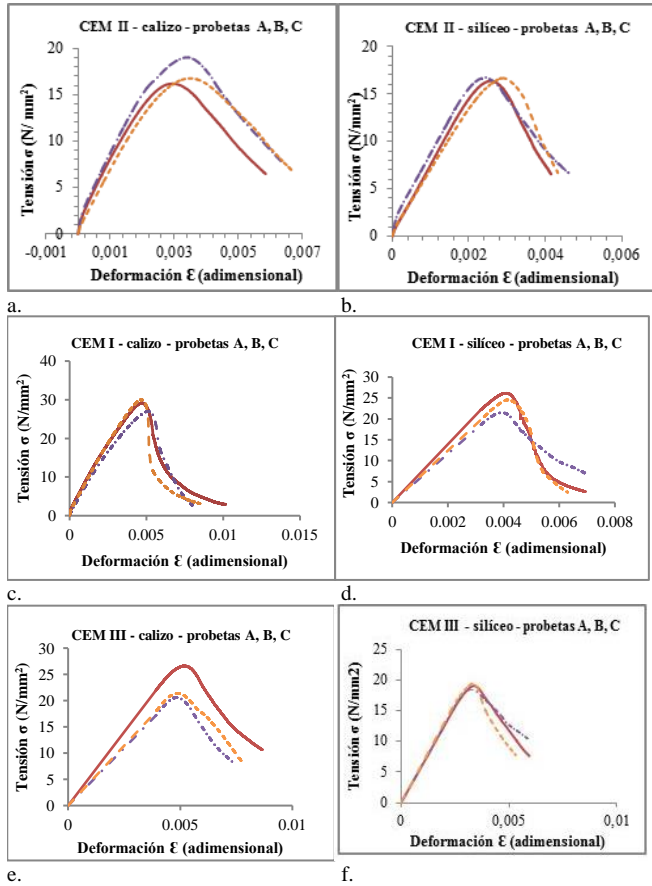 CEM II - calizo - probetas A, B, C
Tensión σ (N/ mm²)
20
15
10
5
0
-0,001 0,001 0,003 0,005 0,007
Deformación Ɛ (adimensional)
a.
CEM II - silíceo - probetas A, B, C
Tensión σ (N/mm²)
20
15
10
5
0
0 0,002 0,004 0,006
Deformación Ɛ (adimensional)
b.
CEM I - calizo - probetas A, B, C
Tensión σ (N/mm²)
40
30
20
10
0
0 0.005 0.01 0.015
Deformación Ɛ (adimensional)
c.
CEM I - silíceo - probetas A, B, C
Tensión σ (N/mm²)
30
25
20
15
10
5
0
0 0.002 0.004 0.006 0.008
Deformación Ɛ (adimensional)
d.
CEM III - calizo - probetas A, B, C
Tensión σ (N/mm²)
30
25
20
15
10
5
0
0 0.005 0.01
Deformación Ɛ (adimensional)
e.
CEM III - silíceo - probetas A, B, C
Tensión σ (N/mm2)
25
20
15
10
5
0
0 0,005 0,01
Deformación Ɛ (adimensional)
f.